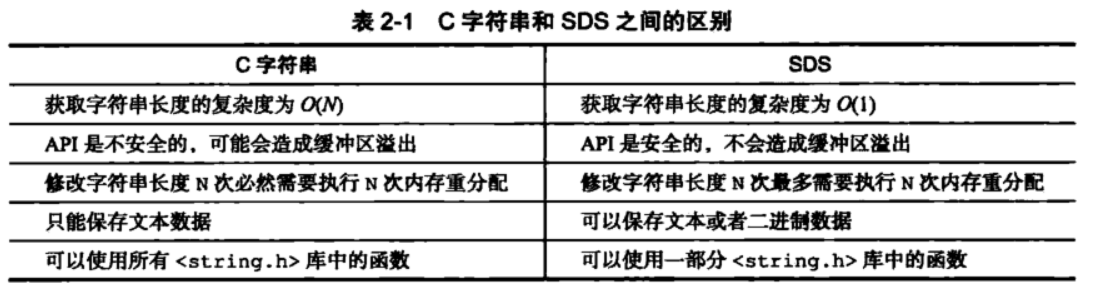 表 2-1 C 字符串和 SDS 之间的区别
C 字符串 SDS
获取字符串长度的复杂度为 O(N) 获取字符串长度的复杂度为 O(1)
API 是不安全的，可能会造成缓冲区溢出 API 是安全的，不会造成缓冲区溢出
修改字符串长度 N 次必然需要执行 N 次内存重分配 修改字符串长度 N 次最多需要执行 N 次内存重分配
只能保存文本数据 可以保存文本或者二进制数据
可以使用所有 <string.h> 库中的函数 可以使用一部分 <string.h> 库中的函数